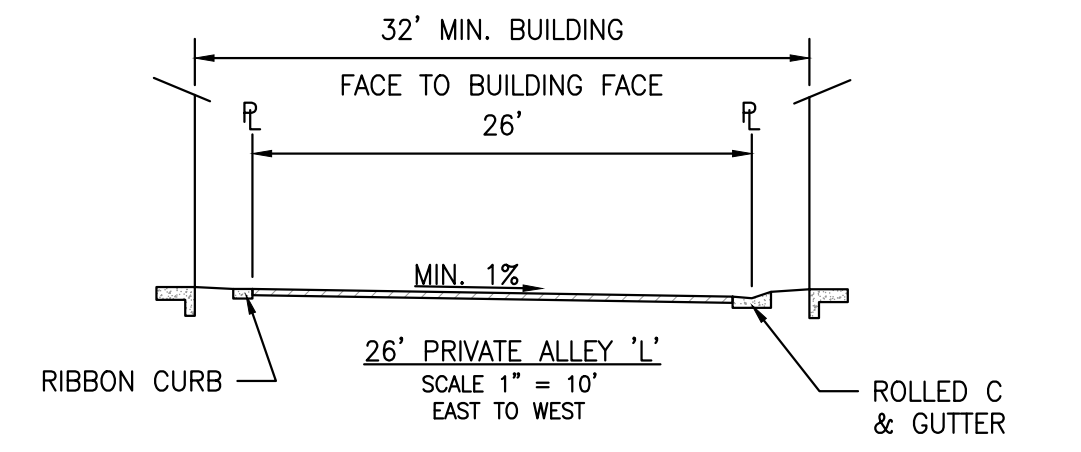 32' MIN. BUILDING
FACE TO BUILDING FACE
PL
PL
26'
MIN. 1%
26' PRIVATE ALLEY 'L'
SCALE 1" = 10'
EAST TO WEST
RIBBON CURB
ROLLED C
& GUTTER